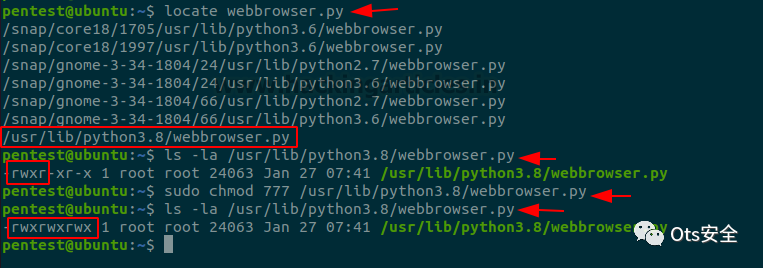 pentest@ubuntu:~$ locate webbrowser.py
/snap/core18/1705/usr/lib/python3.6/webbrowser.py
/snap/core18/1997/usr/lib/python3.6/webbrowser.py
/snap/gnome-3-34-1804/24/usr/lib/python2.7/webbrowser.py
/snap/gnome-3-34-1804/24/usr/lib/python3.6/webbrowser.py
/snap/gnome-3-34-1804/66/usr/lib/python2.7/webbrowser.py
/snap/gnome-3-34-1804/66/usr/lib/python3.6/webbrowser.py
/usr/lib/python3.8/webbrowser.py
pentest@ubuntu:~$ ls -la /usr/lib/python3.8/webbrowser.py
-rwxr-xr-x 1 root root 24063 Jan 27 07:41 /usr/lib/python3.8/webbrowser.py
pentest@ubuntu:~$ sudo chmod 777 /usr/lib/python3.8/webbrowser.py
pentest@ubuntu:~$ ls -la /usr/lib/python3.8/webbrowser.py
-rwxrwxrwx 1 root root 24063 Jan 27 07:41 /usr/lib/python3.8/webbrowser.py
pentest@ubuntu:~$
Ots安全